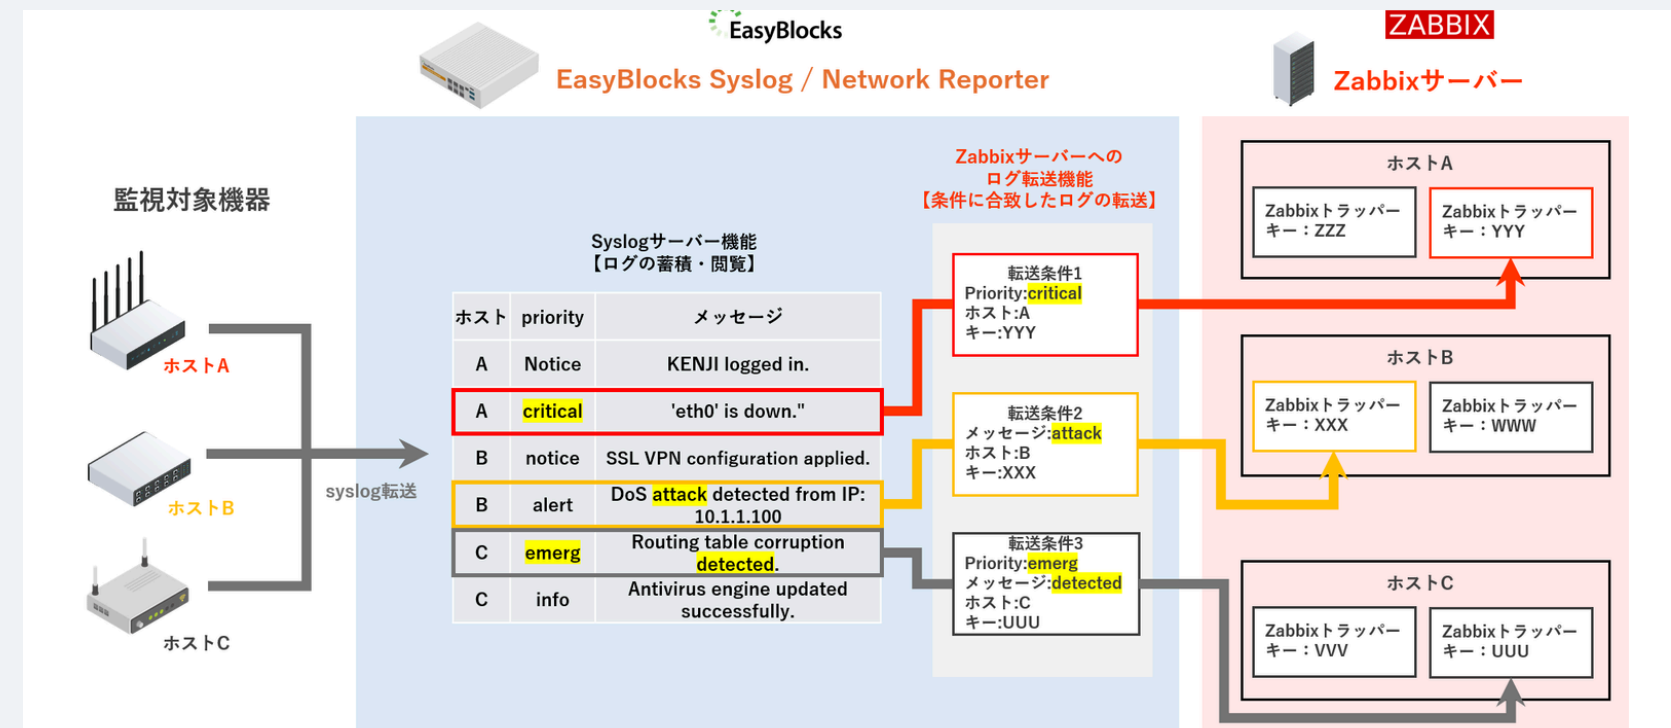 EasyBlocks
EasyBlocks Syslog / Network Reporter
ZABBIX
Zabbixサーバー
監視対象機器
ホストA
ホストB
ホストC
syslog転送
Syslogサーバー機能
【ログの蓄積・閲覧】
ホスト priority メッセージ
A Notice KENJI logged in.
A critical 'eth0' is down."
B notice SSL VPN configuration applied.
B alert DoS attack detected from IP:
10.1.1.100
C emerg Routing table corruption
detected.
C info Antivirus engine updated
successfully.
Zabbixサーバーへの
ログ転送機能
【条件に合致したログの転送】
転送条件1
Priority:critical
ホスト:A
キー:YYY
転送条件2
メッセージ:attack
ホスト:B
キー:XXX
転送条件3
Priority:emerg
メッセージ:detected
ホスト:C
キー:UUU
ホストA
Zabbixトラッパー
キー：ZZZ
Zabbixトラッパー
キー：YYY
ホストB
Zabbixトラッパー
キー：XXX
Zabbixトラッパー
キー：WWW
ホストC
Zabbixトラッパー
キー：VVV
Zabbixトラッパー
キー：UUU